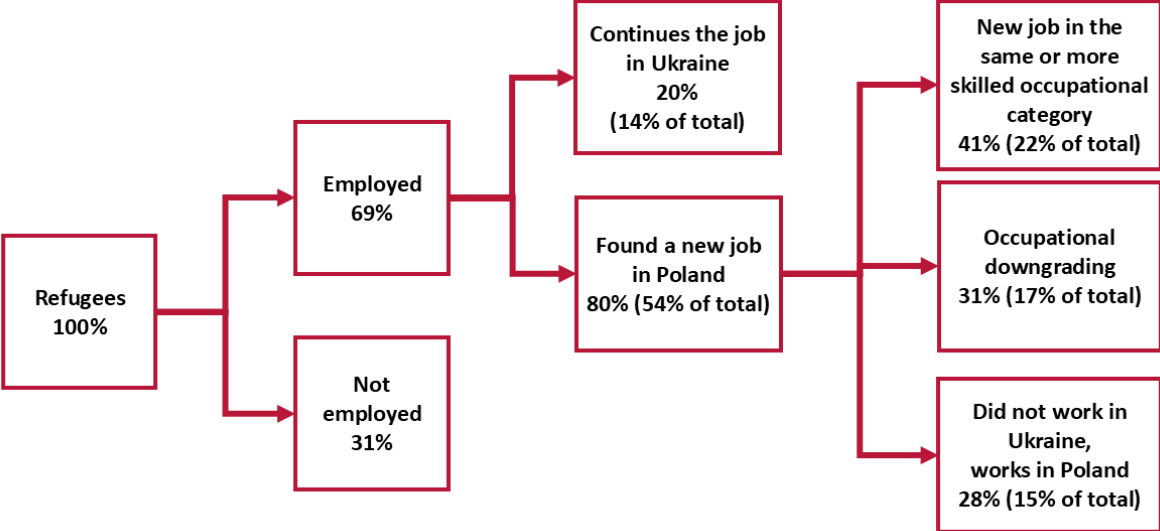 Refugees
100%
Employed
69%
Not
employed
31%
Continues the job
in Ukraine
20%
(14% of total)
Found a new job
in Poland
80% (54% of total)
New job in the
same or more
skilled occupational
category
41% (22% of total)
Occupational
downgrading
31% (17% of total)
Did not work in
Ukraine,
works in Poland
28% (15% of total)